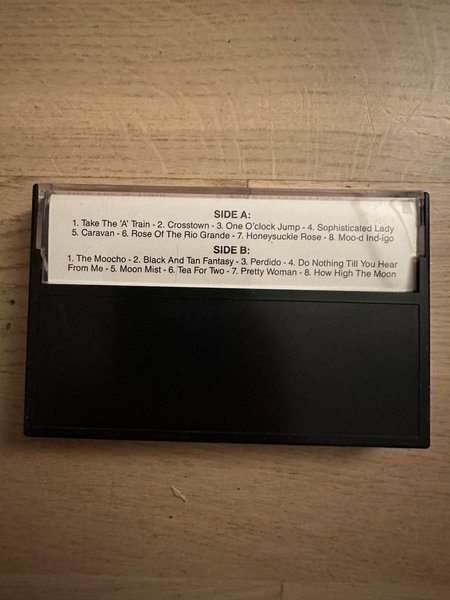 SIDE A:
1. Take The 'A' Train - 2. Crosstown - 3. One O'clock Jump - 4. Sophisticated Lady
5. Caravan - 6. Rose Of The Rio Grande - 7. Honeysuckle Rose - 8. Moo-d Ind-igo
SIDE B:
1. The Moocho - 2. Black And Tan Fantasy - 3. Perdido - 4. Do Nothing Till You Hear
From Me - 5. Moon Mist - 6. Tea For Two - 7. Pretty Woman - 8. How High The Moon